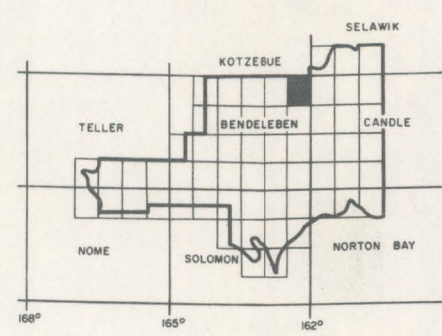 SELAWIK
KOTZEBUE
TELLER
BENDELEBEN
CANDLE
NOME
SOLOMON
NORTON BAY
168°
165°
162°